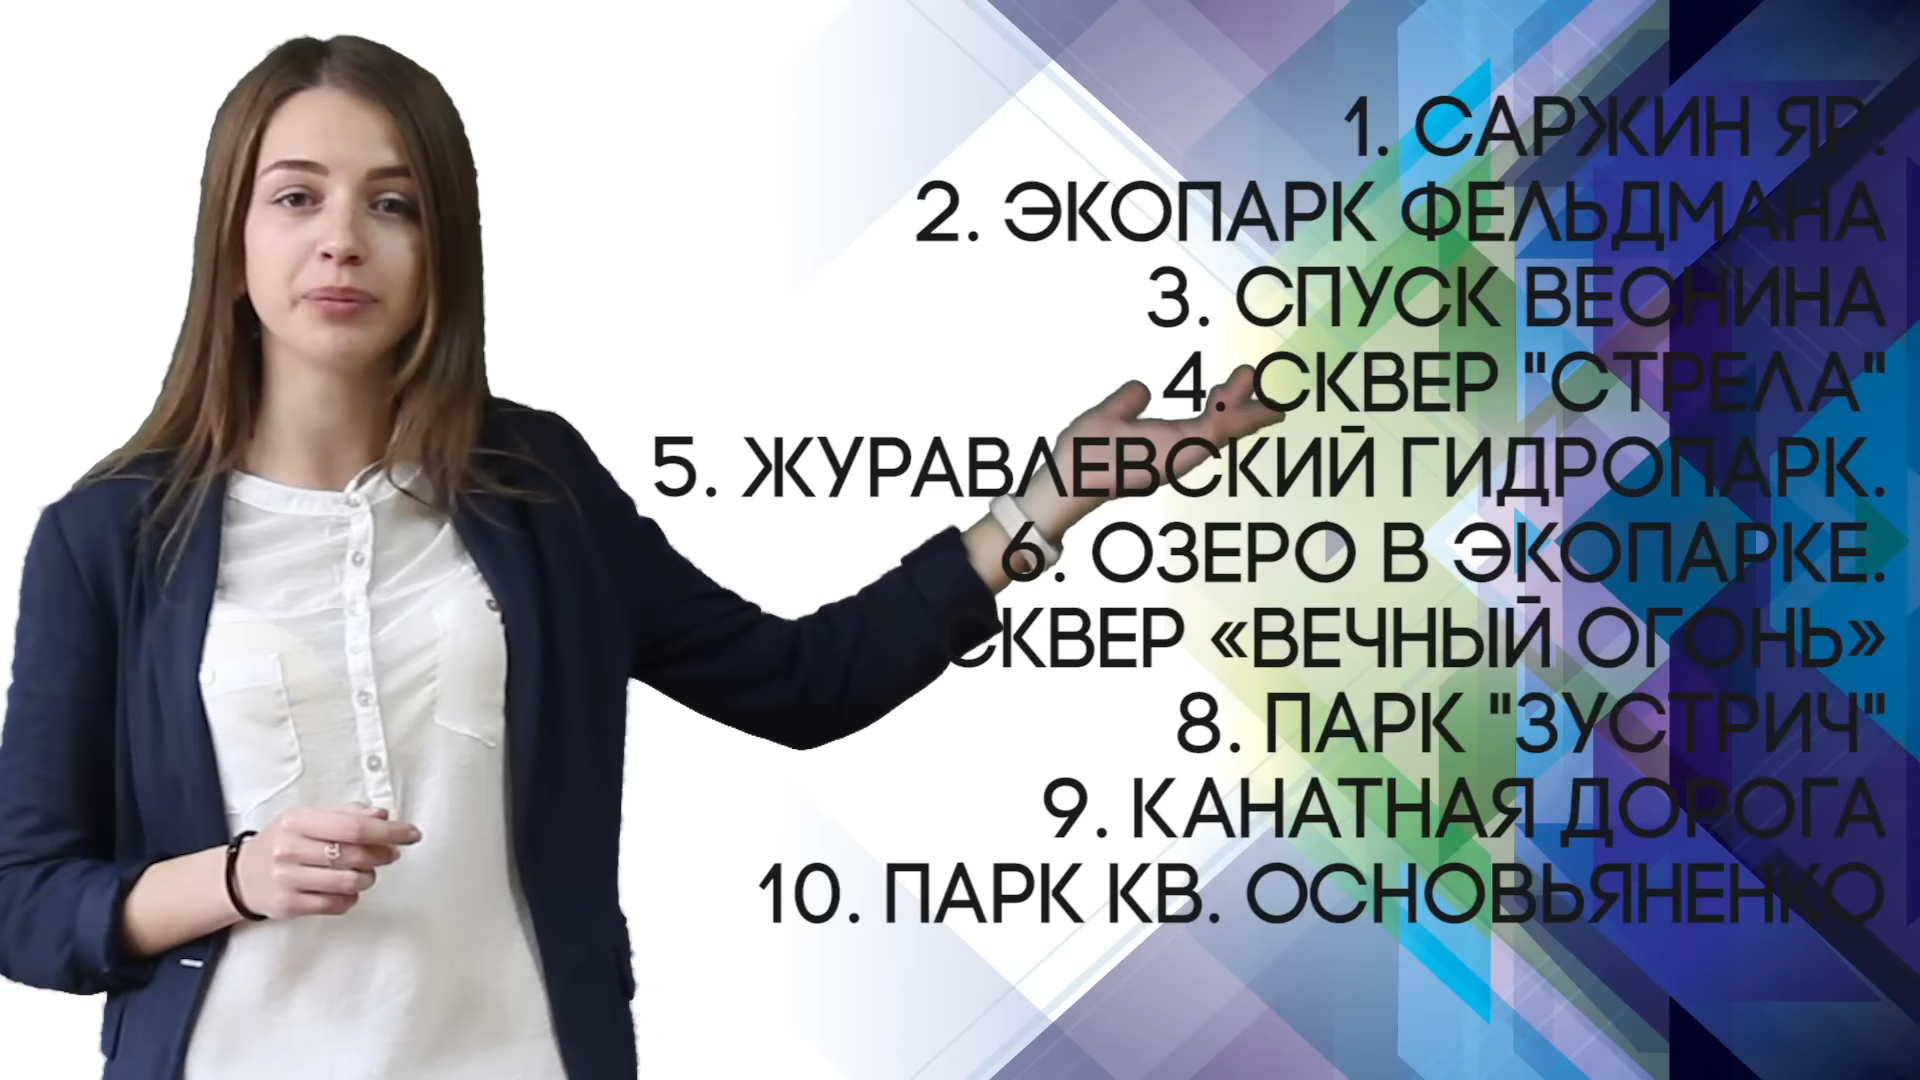 1. САРЖИН ЯР.
2. ЭКОПАРК ФЕЛЬДМАНА
3. СПУСК ВЕСНИНА
4. СКВЕР "СТРЕЛА"
5. ЖУРАВЛЕВСКИЙ ГИДРОПАРК.
6. ОЗЕРО В ЭКОПАРКЕ.
СКВЕР «ВЕЧНЫЙ ОГОНЬ»
8. ПАРК "ЗУСТРИЧ"
9. КАНАТНАЯ ДОРОГА
10. ПАРК КВ. ОСНОВЬЯНЕНКО